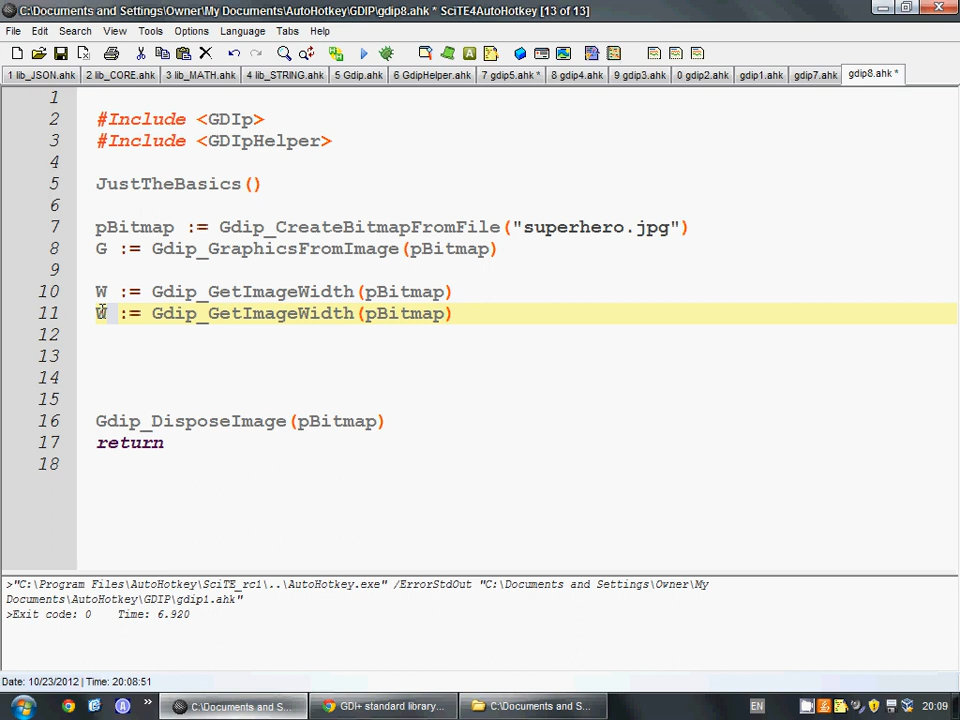 C:\Documents and Settings\Owner\My Documents\AutoHotkey\GDIP\gdip8.ahk * SciTE4AutoHotkey [13 of 13]
File Edit Search View Tools Options Language Tabs Help
1 lib_JSON.ahk 2 lib_CORE.ahk 3 lib_MATH.ahk 4 lib_STRING.ahk 5 Gdip.ahk 6 GdipHelper.ahk 7 gdip5.ahk * 8 gdip4.ahk 9 gdip3.ahk 0 gdip2.ahk gdip1.ahk gdip7.ahk gdip8.ahk *
1
2 #Include <GDIp>
3 #Include <GDIpHelper>
4
5 JustTheBasics()
6
7 pBitmap := Gdip_CreateBitmapFromFile("superhero.jpg")
8 G := Gdip_GraphicsFromImage(pBitmap)
9
10 W := Gdip_GetImageWidth(pBitmap)
11 W := Gdip_GetImageWidth(pBitmap)
12
13
14
15
16 Gdip_DisposeImage(pBitmap)
17 return
18
>"C:\Program Files\AutoHotkey\SciTE_rc1\..\AutoHotkey.exe" /ErrorStdOut "C:\Documents and Settings\Owner\My
Documents\AutoHotkey\GDIP\gdip1.ahk"
>Exit code: 0 Time: 6.920
Date: 10/23/2012 | Time: 20:08:51
» C:\Documents and S... GDI+ standard library... C:\Documents and S... EN 20:09